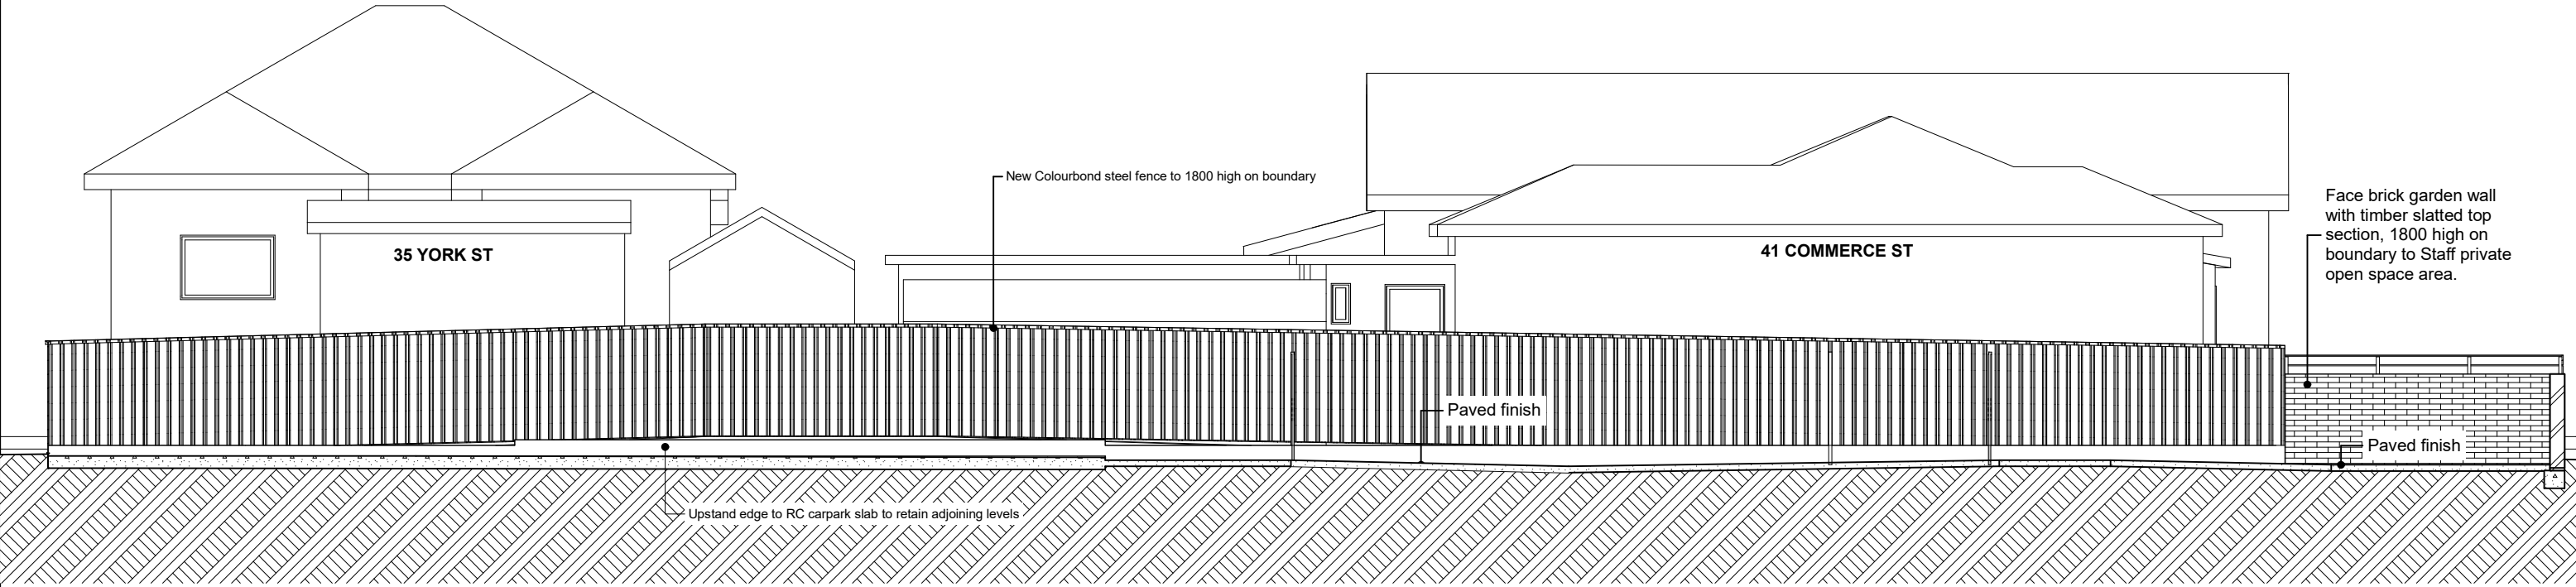 New Colourbond steel fence to 1800 high on boundary
35 YORK ST
41 COMMERCE ST
Face brick garden wall
with timber slatted top
section, 1800 high on
boundary to Staff private
open space area.
Paved finish
Paved finish
Upstand edge to RC carpark slab to retain adjoining levels